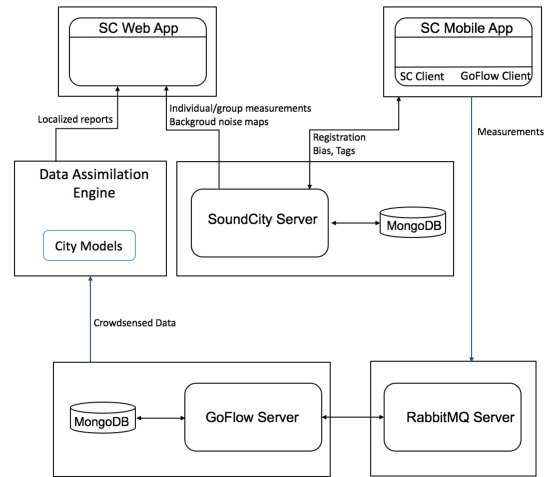 SC Web App
SC Mobile App
SC Client
GoFlow Client
Localized reports
Individual/group measurements
Backgroud noise maps
Registration
Bias, Tags
Measurements
Data Assimilation
Engine
City Models
SoundCity Server
MongoDB
Crowdsensed Data
MongoDB
GoFlow Server
RabbitMQ Server